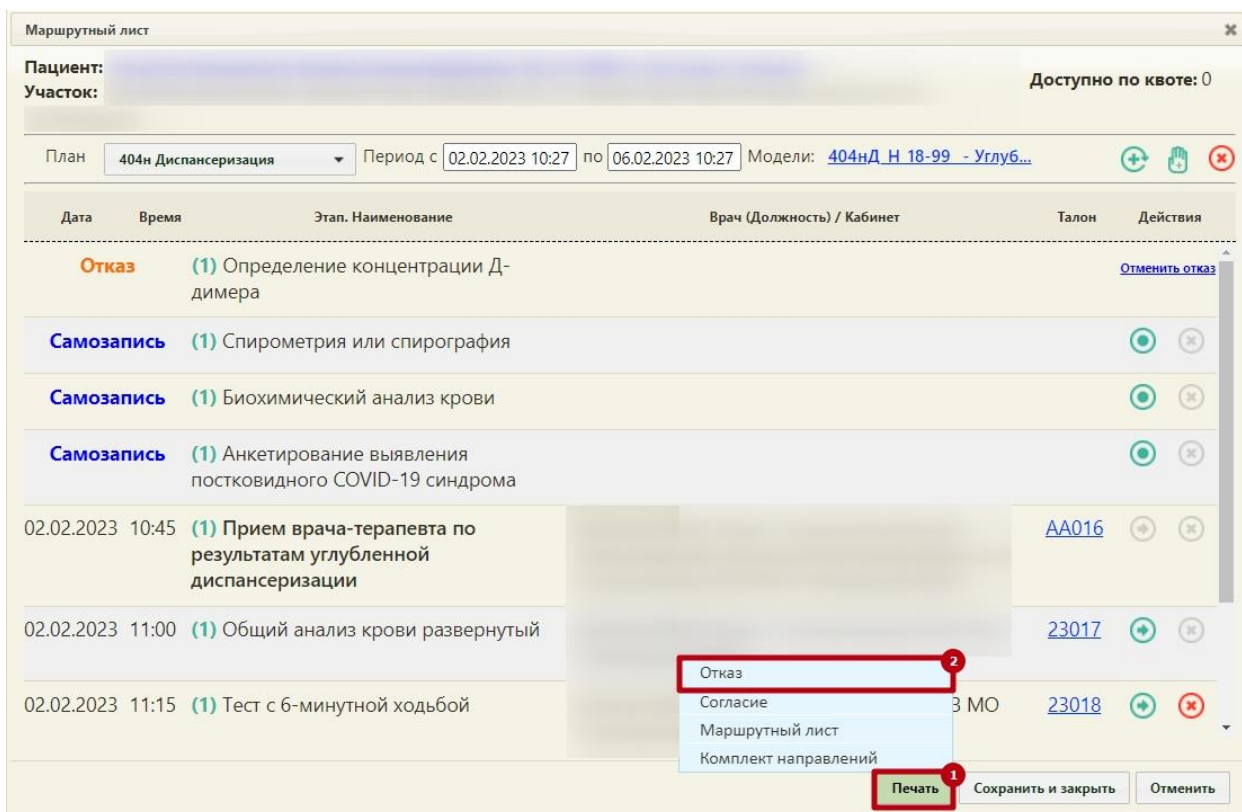 Маршрутный лист
Пациент:
Участок:
Доступно по квоте: 0
План 404н Диспансеризация Период с 02.02.2023 10:27 по 06.02.2023 10:27 Модели: 404нД_Н_18-99_ - Углуб...
Дата Время Этап. Наименование Врач (Должность) / Кабинет Талон Действия
Отказ (1) Определение концентрации Д- Отменить отказ
димера
Самозапись (1) Спирометрия или спирография
Самозапись (1) Биохимический анализ крови
Самозапись (1) Анкетирование выявления
постковидного COVID-19 синдрома
02.02.2023 10:45 (1) Прием врача-терапевта по AA016
результатам углубленной
диспансеризации
02.02.2023 11:00 (1) Общий анализ крови развернутый 23017
2
Отказ
02.02.2023 11:15 (1) Тест с 6-минутной ходьбой Согласие З МО 23018
Маршрутный лист
Комплект направлений
1
Печать Сохранить и закрыть Отменить